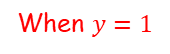 When y = 1